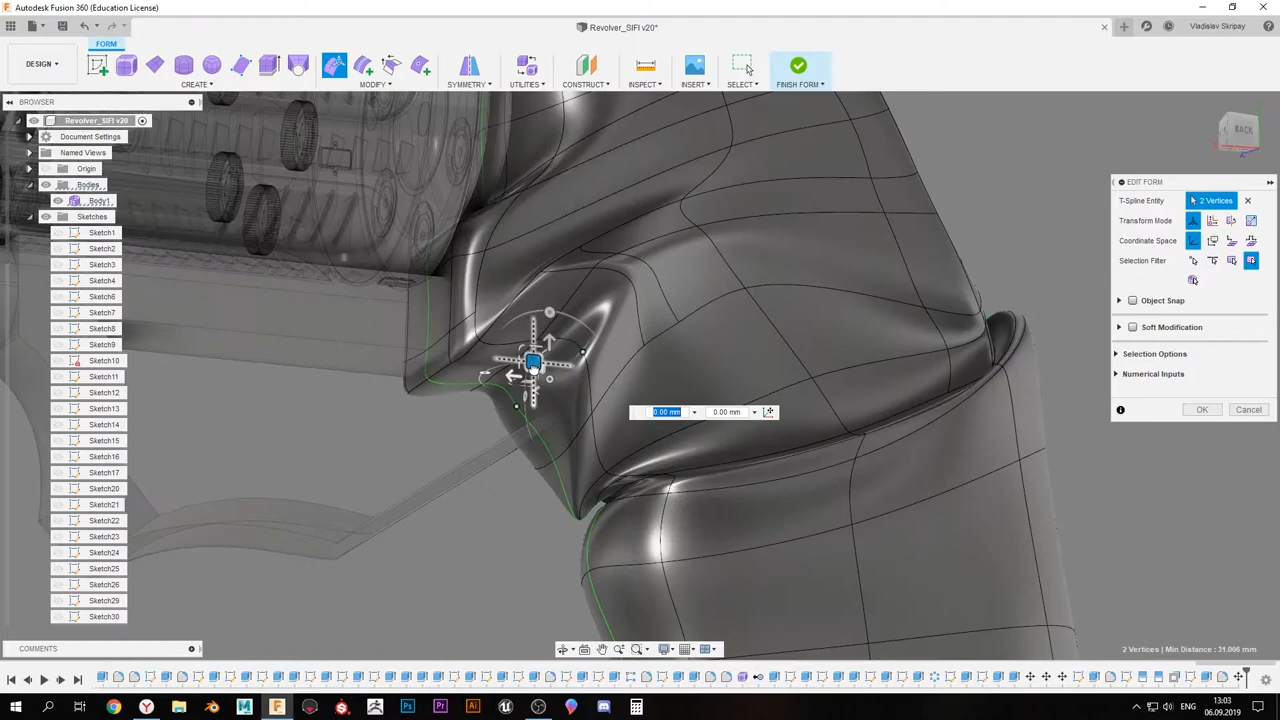 Autodesk Fusion 360 (Education License)
Revolver_SIFI v20*
Vladislav Skripay
DESIGN
FORM
CREATE
MODIFY
SYMMETRY
UTILITIES
CONSTRUCT
INSPECT
INSERT
SELECT
FINISH FORM
BROWSER
Revolver_SIFI v20
Document Settings
Named Views
Origin
Bodies
Body1
Sketches
Sketch1
Sketch2
Sketch3
Sketch4
Sketch6
Sketch7
Sketch8
Sketch9
Sketch10
Sketch11
Sketch12
Sketch13
Sketch14
Sketch15
Sketch16
Sketch17
Sketch20
Sketch21
Sketch22
Sketch23
Sketch24
Sketch25
Sketch26
Sketch29
Sketch30
BACK
EDIT FORM
T-Spline Entity 2 Vertices
Transform Mode
Coordinate Space
Selection Filter
Object Snap
Soft Modification
Selection Options
Numerical Inputs
OK Cancel
0.00 mm 0.00 mm
COMMENTS
2 Vertices | Min Distance : 31.006 mm
ENG
13:03
06.09.2019